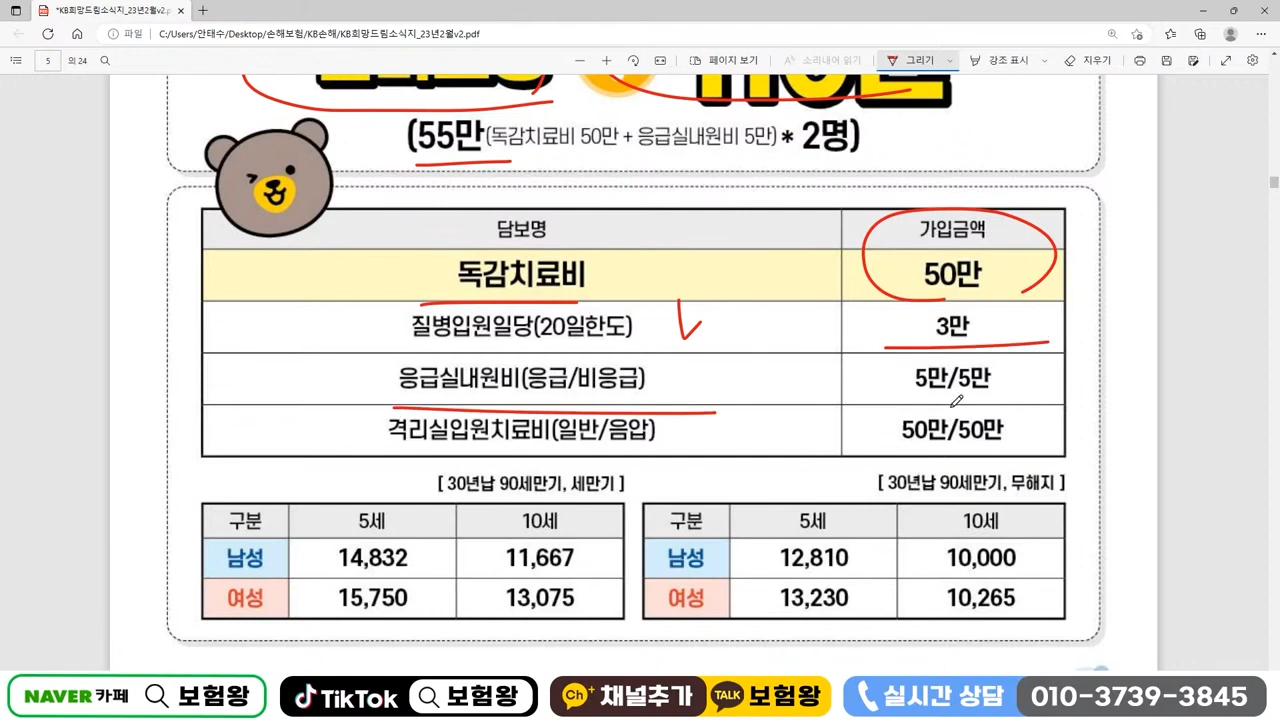 *KB희망드림소식지_23년2월v2.p
파일 C:/Users/안태수/Desktop/손해보험/KB손해/KB희망드림소식지_23년2월v2.pdf
5 의 24 페이지 보기 소리내어 읽기 그리기 강조 표시 지우기
(55만(독감치료비 50만 + 응급실내원비 5만) * 2명)
담보명 가입금액
독감치료비 50만
질병입원일당(20일한도) 3만
응급실내원비(응급/비응급) 5만/5만
격리실입원치료비(일반/음압) 50만/50만
[ 30년납 90세만기, 세만기 ] [ 30년납 90세만기, 무해지 ]
구분 5세 10세 구분 5세 10세
남성 14,832 11,667 남성 12,810 10,000
여성 15,750 13,075 여성 13,230 10,265
NAVER 카페 보험왕 TikTok 보험왕 Ch+ 채널추가 TALK 보험왕 실시간 상담 010-3739-3845